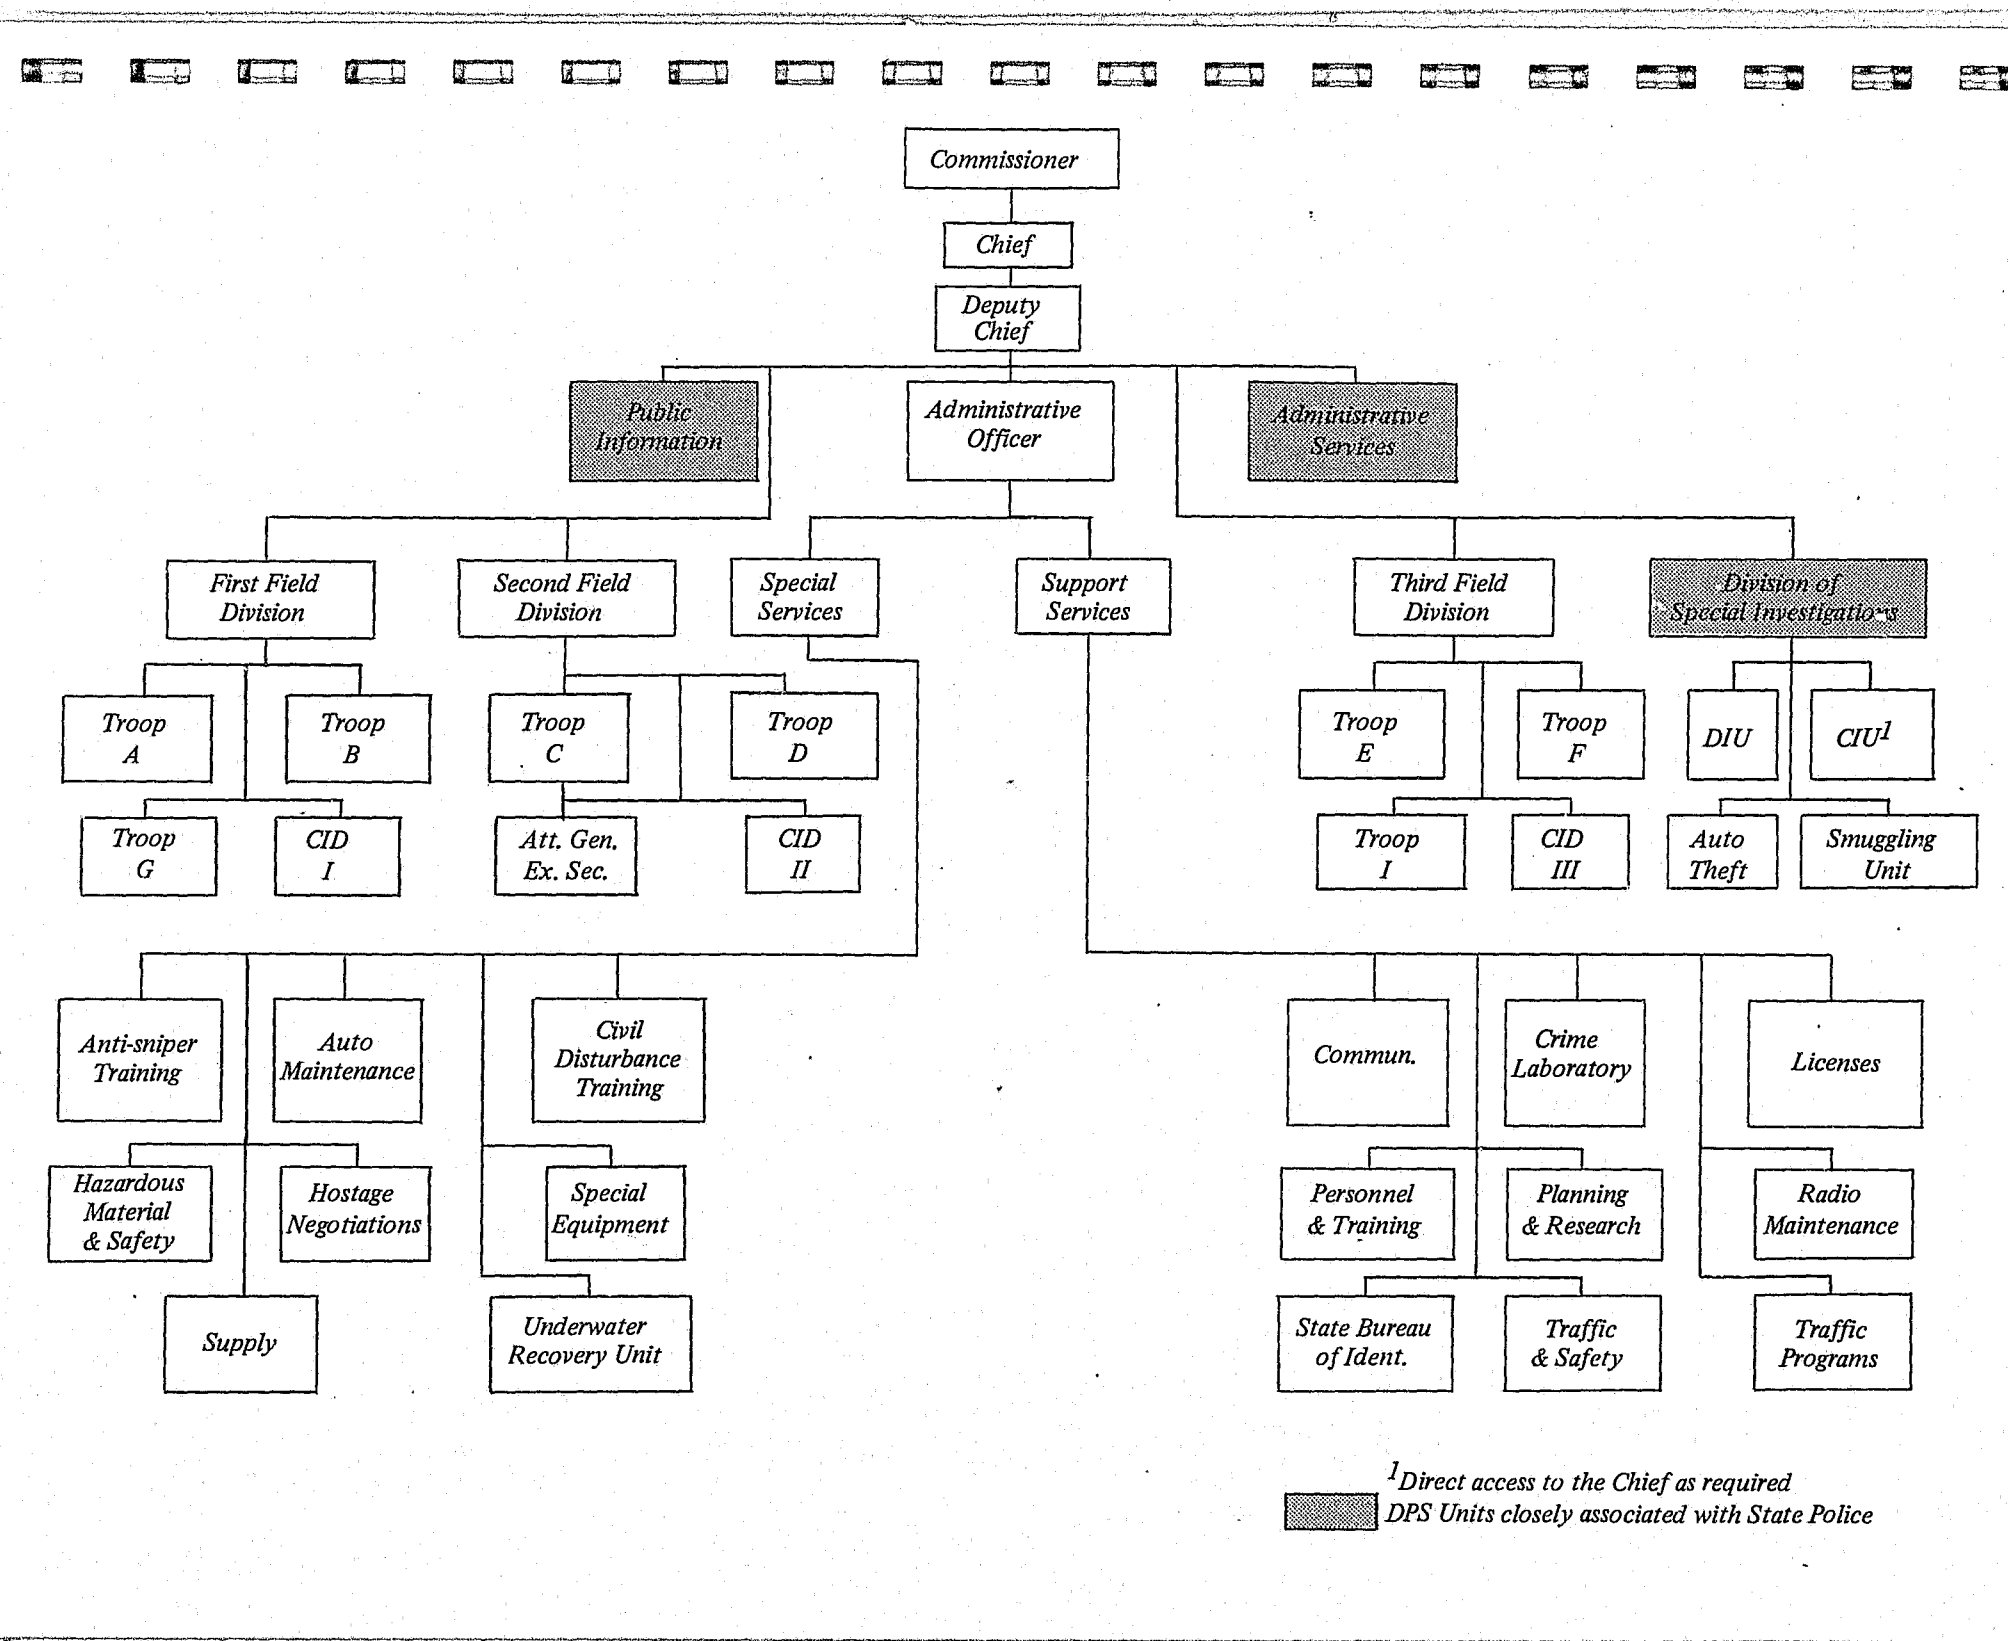 Commissioner
Chief
Deputy
Chief
Public
Information
Administrative
Officer
Administrative
Services
First Field
Division
Second Field
Division
Special
Services
Support
Services
Third Field
Division
Division of
Special Investigations
Troop
A
Troop
B
Troop
C
Troop
D
Troop
E
Troop
F
DIU
CIU1
Troop
G
CID
I
Att. Gen.
Ex. Sec.
CID
II
Troop
I
CID
III
Auto
Theft
Smuggling
Unit
Anti-sniper
Training
Auto
Maintenance
Civil
Disturbance
Training
Commun.
Crime
Laboratory
Licenses
Hazardous
Material
& Safety
Hostage
Negotiations
Special
Equipment
Personnel
& Training
Planning
& Research
Radio
Maintenance
Supply
Underwater
Recovery Unit
State Bureau
of Ident.
Traffic
& Safety
Traffic
Programs
1Direct access to the Chief as required
DPS Units closely associated with State Police